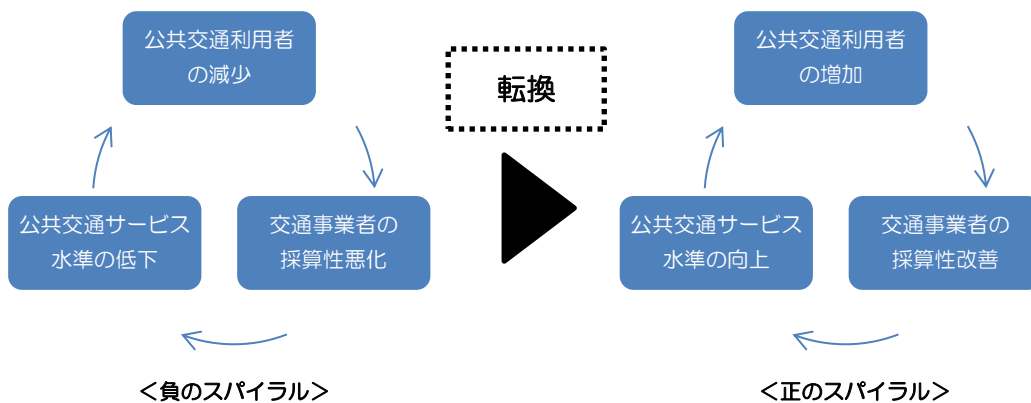 公共交通利用者
の減少
公共交通サービス
水準の低下
交通事業者の
採算性悪化
＜負のスパイラル＞
転換
公共交通利用者
の増加
公共交通サービス
水準の向上
交通事業者の
採算性改善
＜正のスパイラル＞